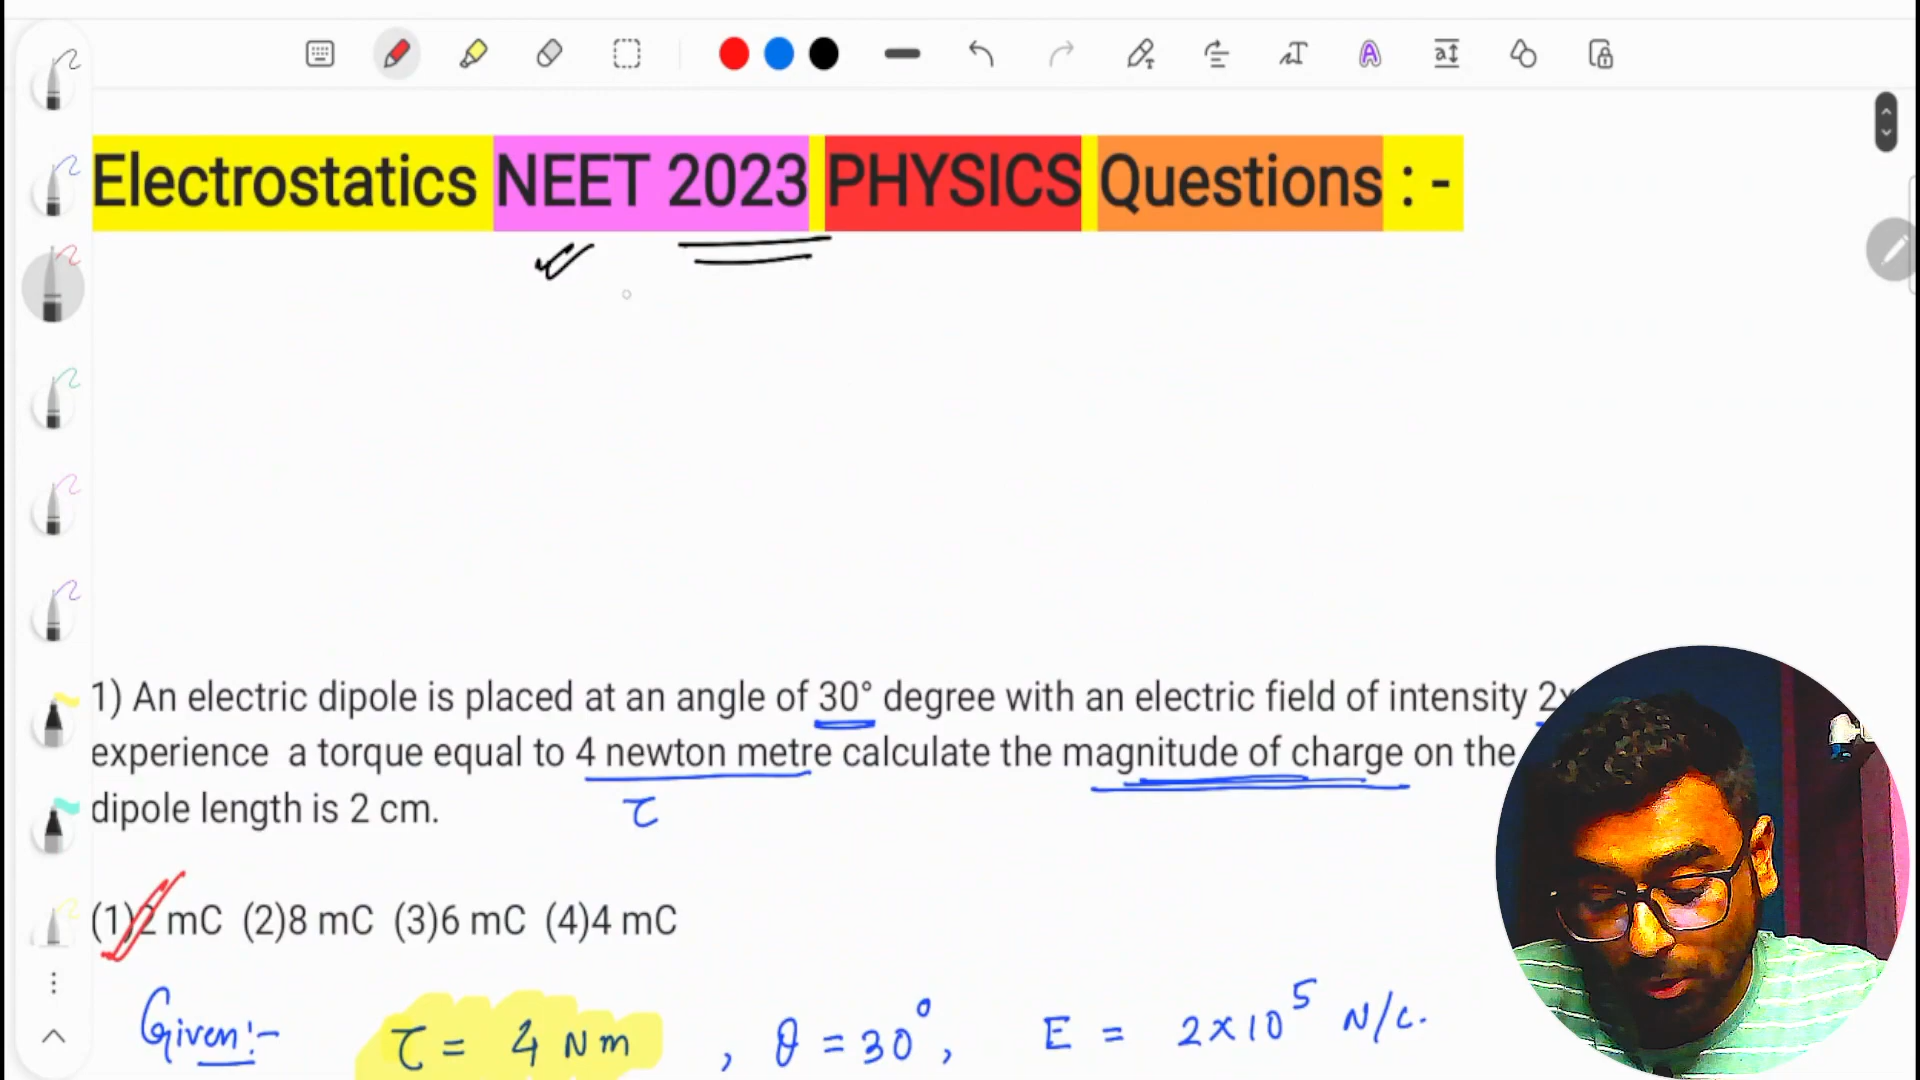 Electrostatics NEET 2023 PHYSICS Questions : -
1) An electric dipole is placed at an angle of 30° degree with an electric field of intensity
experience a torque equal to 4 newton metre calculate the magnitude of charge on the
τ
dipole length is 2 cm.
(1)2 mC (2)8 mC (3)6 mC (4)4 mC
Given:- τ = 4 Nm , θ = 30°, E = 2×10⁵ N/C.